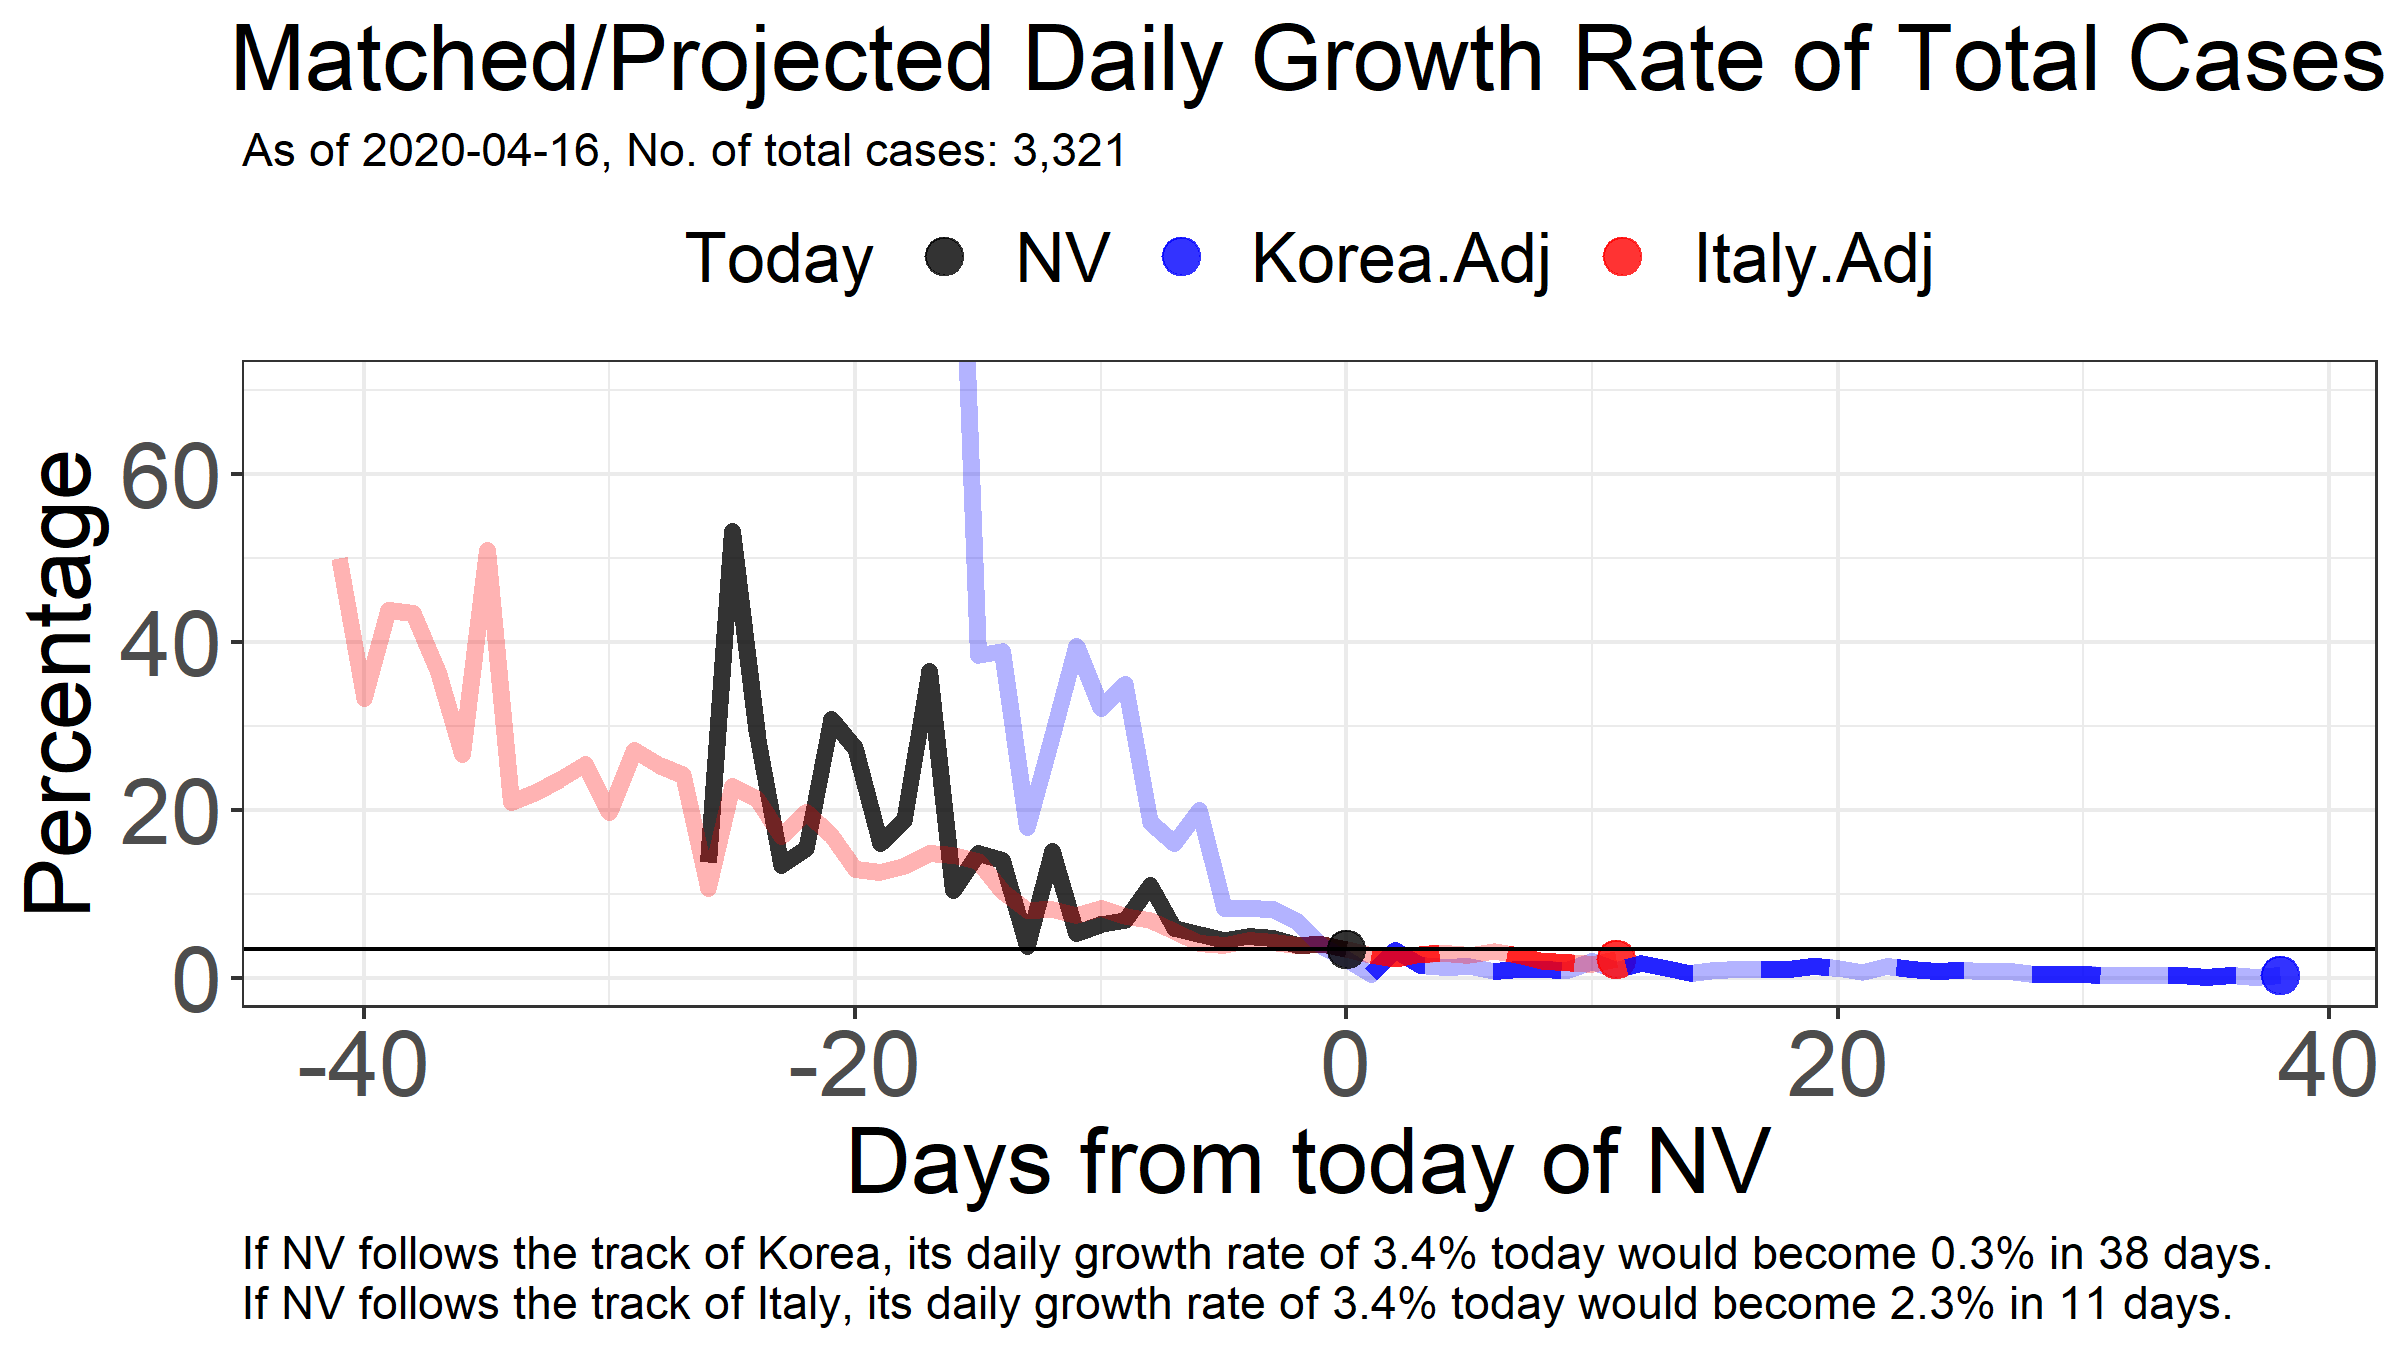 Matched/Projected Daily Growth Rate of Total Cases
As of 2020-04-16, No. of total cases: 3,321
Today NV Korea.Adj Italy.Adj
Percentage
60
40
20
0
-40 -20 0 20 40
Days from today of NV
If NV follows the track of Korea, its daily growth rate of 3.4% today would become 0.3% in 38 days.
If NV follows the track of Italy, its daily growth rate of 3.4% today would become 2.3% in 11 days.